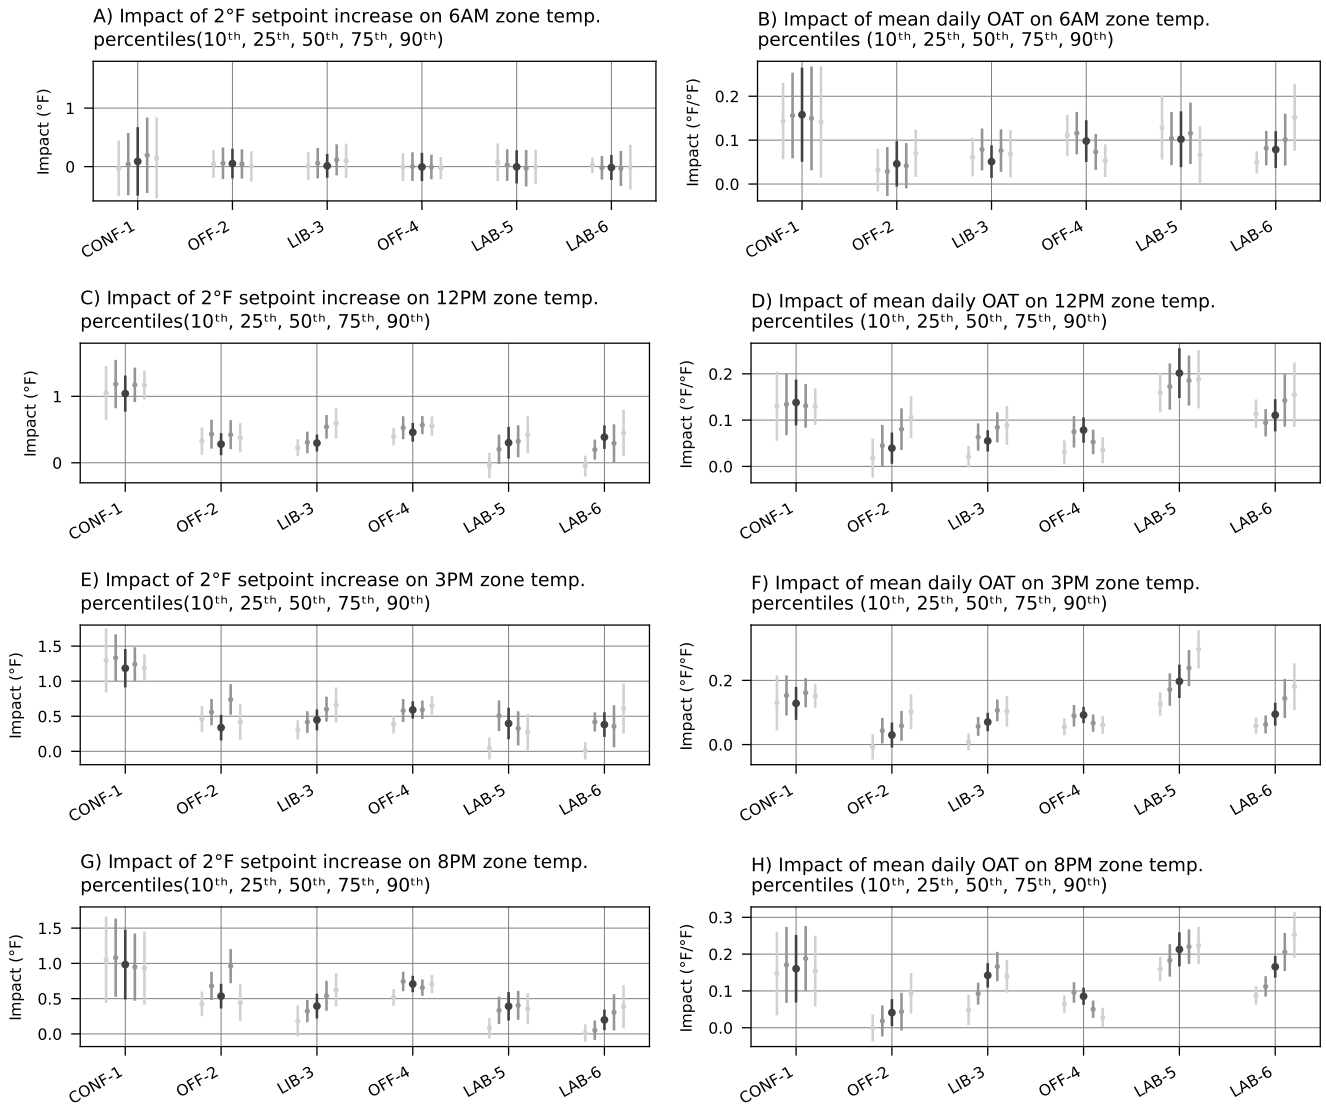 A) Impact of 2°F setpoint increase on 6AM zone temp.
percentiles(10ᵗʰ, 25ᵗʰ, 50ᵗʰ, 75ᵗʰ, 90ᵗʰ)
Impact (°F)
1
0
CONF-1 OFF-2 LIB-3 OFF-4 LAB-5 LAB-6
B) Impact of mean daily OAT on 6AM zone temp.
percentiles (10ᵗʰ, 25ᵗʰ, 50ᵗʰ, 75ᵗʰ, 90ᵗʰ)
Impact (°F/°F)
0.2
0.1
0.0
CONF-1 OFF-2 LIB-3 OFF-4 LAB-5 LAB-6
C) Impact of 2°F setpoint increase on 12PM zone temp.
percentiles(10ᵗʰ, 25ᵗʰ, 50ᵗʰ, 75ᵗʰ, 90ᵗʰ)
Impact (°F)
1
0
CONF-1 OFF-2 LIB-3 OFF-4 LAB-5 LAB-6
D) Impact of mean daily OAT on 12PM zone temp.
percentiles (10ᵗʰ, 25ᵗʰ, 50ᵗʰ, 75ᵗʰ, 90ᵗʰ)
Impact (°F/°F)
0.2
0.1
0.0
CONF-1 OFF-2 LIB-3 OFF-4 LAB-5 LAB-6
E) Impact of 2°F setpoint increase on 3PM zone temp.
percentiles(10ᵗʰ, 25ᵗʰ, 50ᵗʰ, 75ᵗʰ, 90ᵗʰ)
Impact (°F)
1.5
1.0
0.5
0.0
CONF-1 OFF-2 LIB-3 OFF-4 LAB-5 LAB-6
F) Impact of mean daily OAT on 3PM zone temp.
percentiles (10ᵗʰ, 25ᵗʰ, 50ᵗʰ, 75ᵗʰ, 90ᵗʰ)
Impact (°F/°F)
0.2
0.0
CONF-1 OFF-2 LIB-3 OFF-4 LAB-5 LAB-6
G) Impact of 2°F setpoint increase on 8PM zone temp.
percentiles(10ᵗʰ, 25ᵗʰ, 50ᵗʰ, 75ᵗʰ, 90ᵗʰ)
Impact (°F)
1.5
1.0
0.5
0.0
CONF-1 OFF-2 LIB-3 OFF-4 LAB-5 LAB-6
H) Impact of mean daily OAT on 8PM zone temp.
percentiles (10ᵗʰ, 25ᵗʰ, 50ᵗʰ, 75ᵗʰ, 90ᵗʰ)
Impact (°F/°F)
0.3
0.2
0.1
0.0
CONF-1 OFF-2 LIB-3 OFF-4 LAB-5 LAB-6